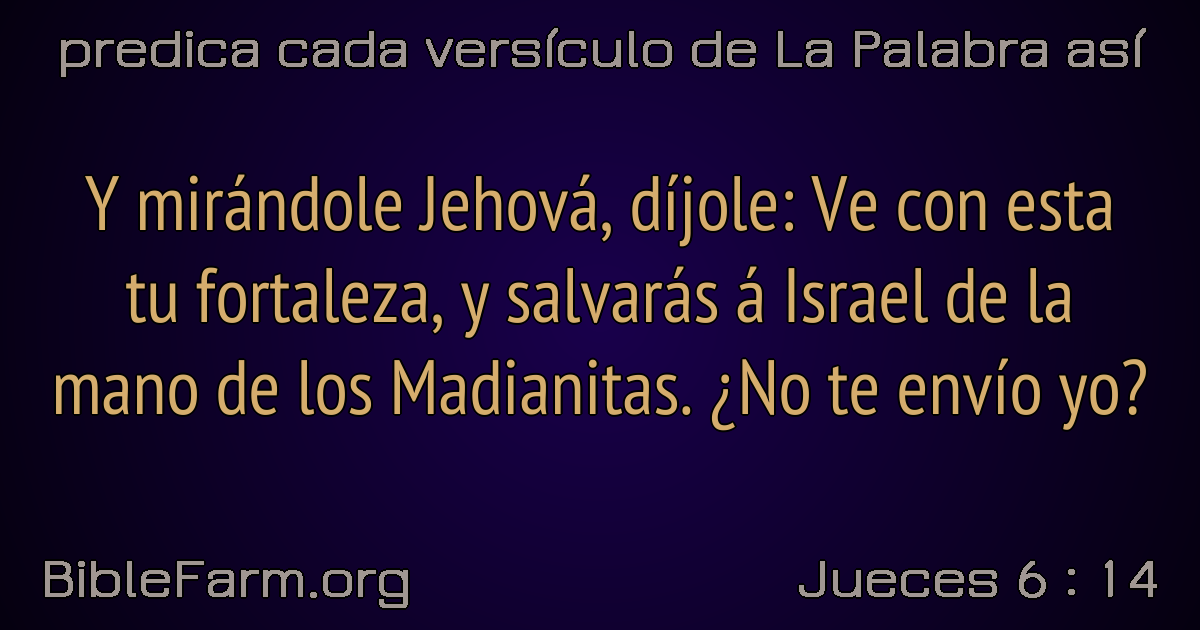 predica cada versículo de La Palabra así
Y mirándole Jehová, díjole: Ve con esta
tu fortaleza, y salvarás á Israel de la
mano de los Madianitas. ¿No te envío yo?
BibleFarm.org
Jueces 6 : 14